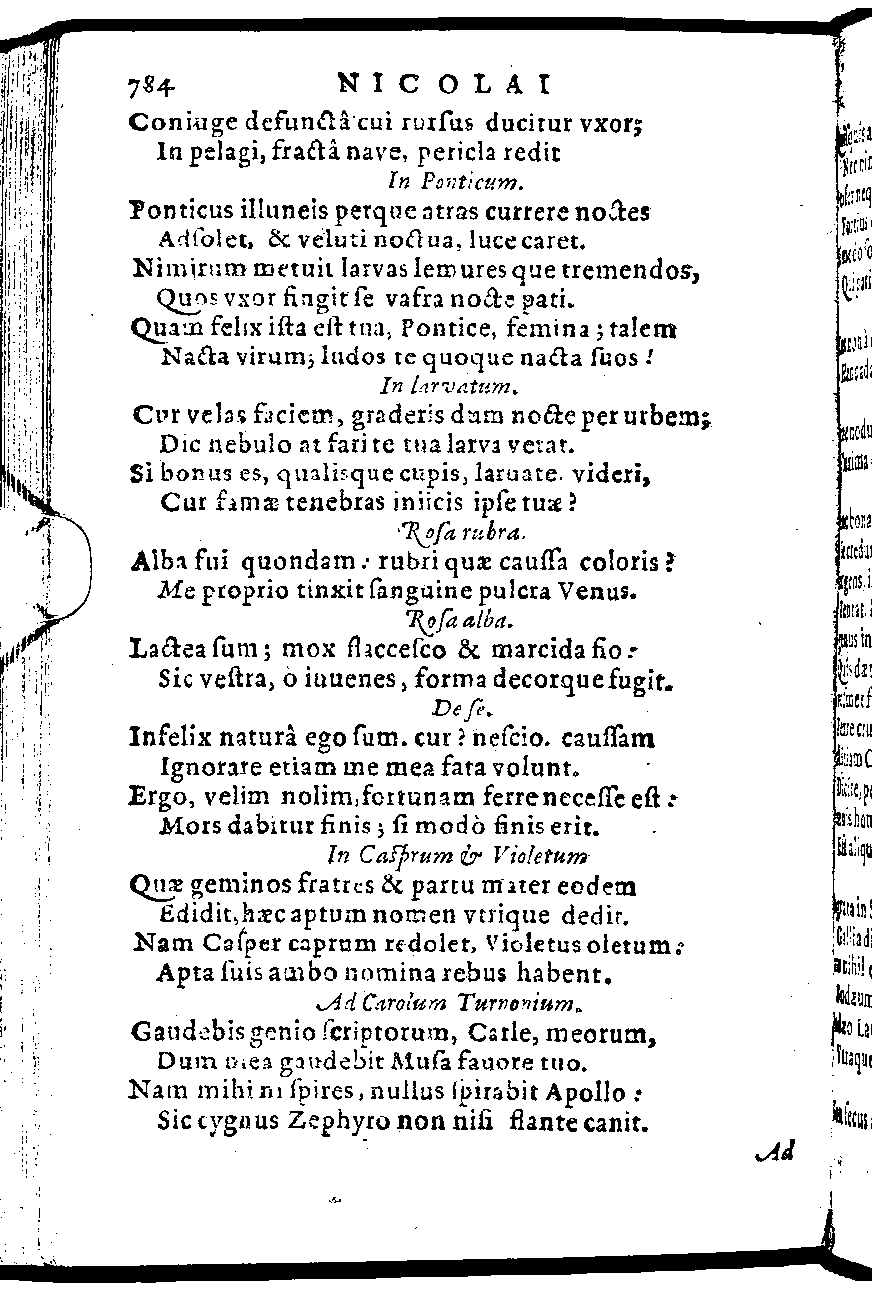 784 NICOLAI
Coniuge defunctâ cui rurſus ducitur vxor;
In pelagi, fractâ nave, pericla redit
In Ponticum.
Ponticus illuneis perque atras currere noctes
Adſolet, & veluti noctua, luce caret.
Nimirum metuit larvas lemures que tremendos,
Quos vxor fingit ſe vafra nocte pati.
Quam felix iſta eſt tua, Pontice, femina; talem
Nacta virum; ludos te quoque nacta ſuos!
In larvatum.
Cur velas faciem, graderis dum nocte per urbem;
Dic nebulo at fari te tua larva vetat.
Si bonus es, qualisque cupis, laruate. videri,
Cur famæ tenebras iniicis ipſe tuæ?
Roſa rubra.
Alba fui quondam: rubri quæ cauſſa coloris?
Me proprio tinxit ſanguine pulcra Venus.
Roſa alba.
Lactea ſum; mox flacceſco & marcida fio:
Sic veſtra, ò iuuenes, forma decorque fugit.
De ſe.
Infelix naturâ ego ſum. cur? neſcio. cauſſam
Ignorare etiam me mea fata volunt.
Ergo, velim nolim, fortunam ferre neceſſe eſt:
Mors dabitur finis; ſi modò finis erit.
In Caſprum & Violetum
Quæ geminos fratres & partu mater eodem
Edidit, hæc aptum nomen vtrique dedit.
Nam Caſper caprum redolet, Violetus oletum:
Apta ſuis ambo nomina rebus habent.
Ad Carolum Turnonium.
Gaudebis genio ſcriptorum, Carle, meorum,
Dum mea gaudebit Muſa fauore tuo.
Nam mihi ni ſpires, nullus ſpirabit Apollo:
Sic cygnus Zephyro non niſi flante canit.
Ad